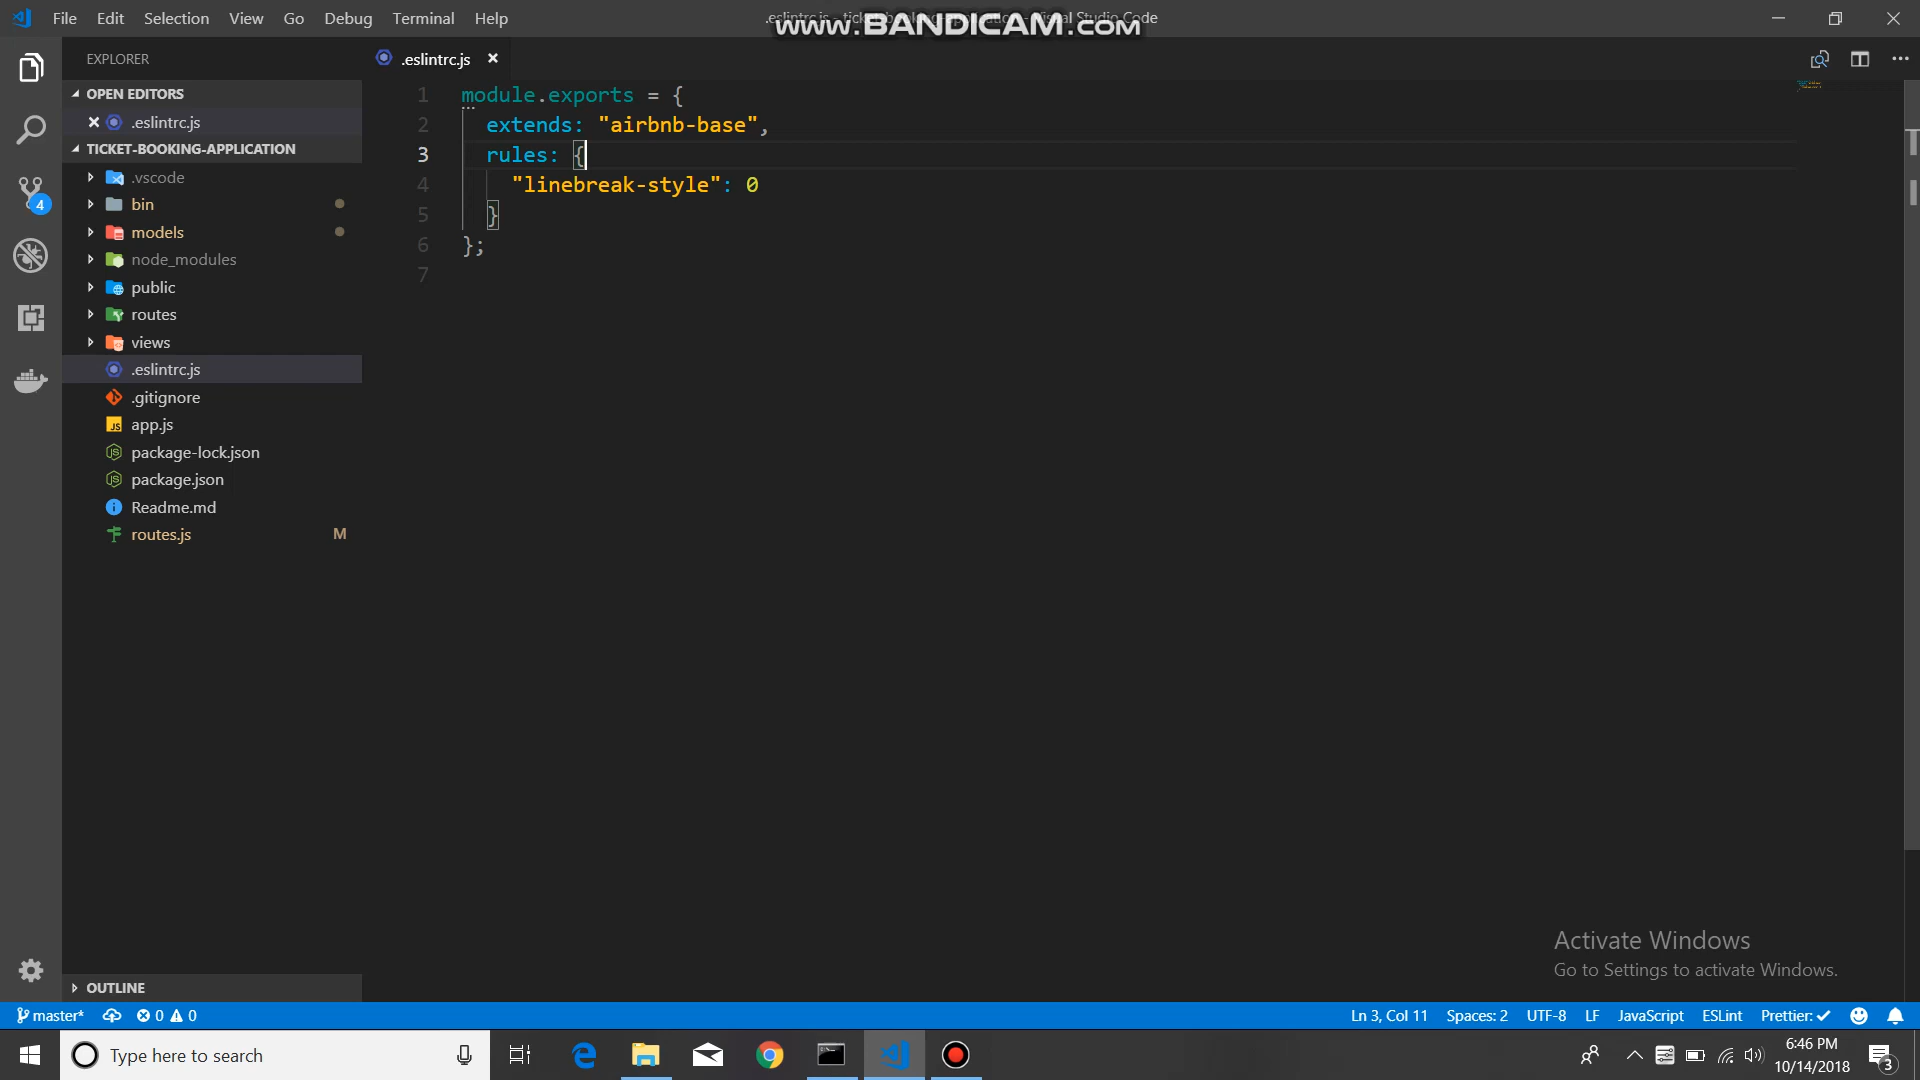 File Edit Selection View Go Debug Terminal Help
www.BANDICAM.com
EXPLORER
.eslintrc.js
OPEN EDITORS
.eslintrc.js
TICKET-BOOKING-APPLICATION
.vscode
bin
models
node_modules
public
routes
views
.eslintrc.js
.gitignore
app.js
package-lock.json
package.json
Readme.md
routes.js M
OUTLINE
1 module.exports = {
2 extends: "airbnb-base",
3 rules: {
4 "linebreak-style": 0
5 }
6 };
7
4
Activate Windows
Go to Settings to activate Windows.
master* 0 0 Ln 3, Col 11 Spaces: 2 UTF-8 LF JavaScript ESLint Prettier: ✓
Type here to search
6:46 PM
10/14/2018
3